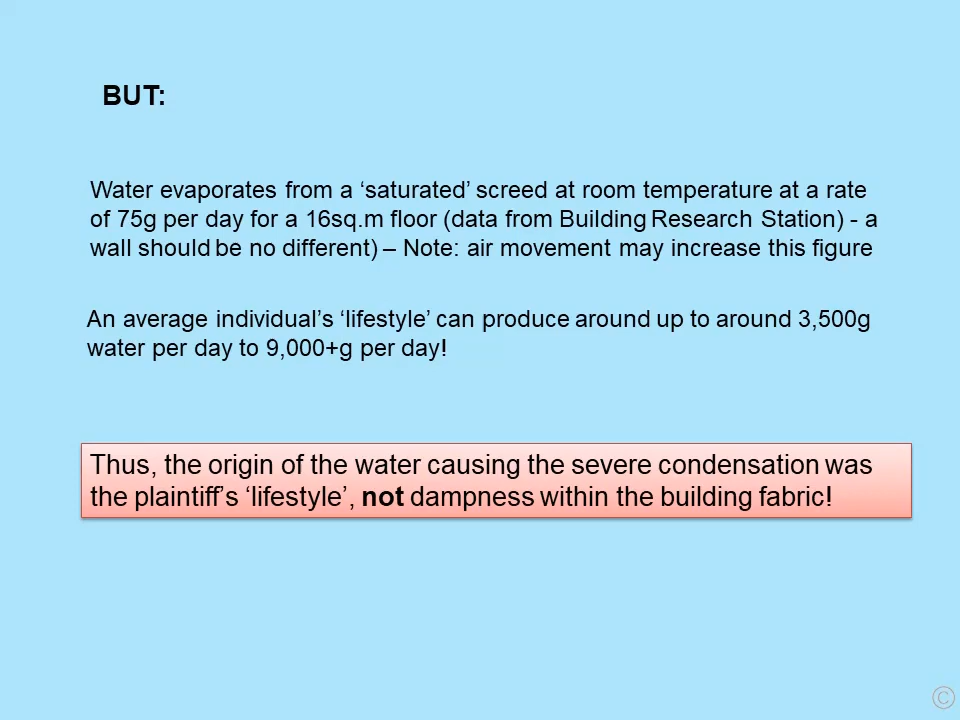 BUT:
Water evaporates from a ‘saturated’ screed at room temperature at a rate
of 75g per day for a 16sq.m floor (data from Building Research Station) - a
wall should be no different) – Note: air movement may increase this figure
An average individual’s ‘lifestyle’ can produce around up to around 3,500g
water per day to 9,000+g per day!
Thus, the origin of the water causing the severe condensation was
the plaintiff’s ‘lifestyle’, not dampness within the building fabric!
©